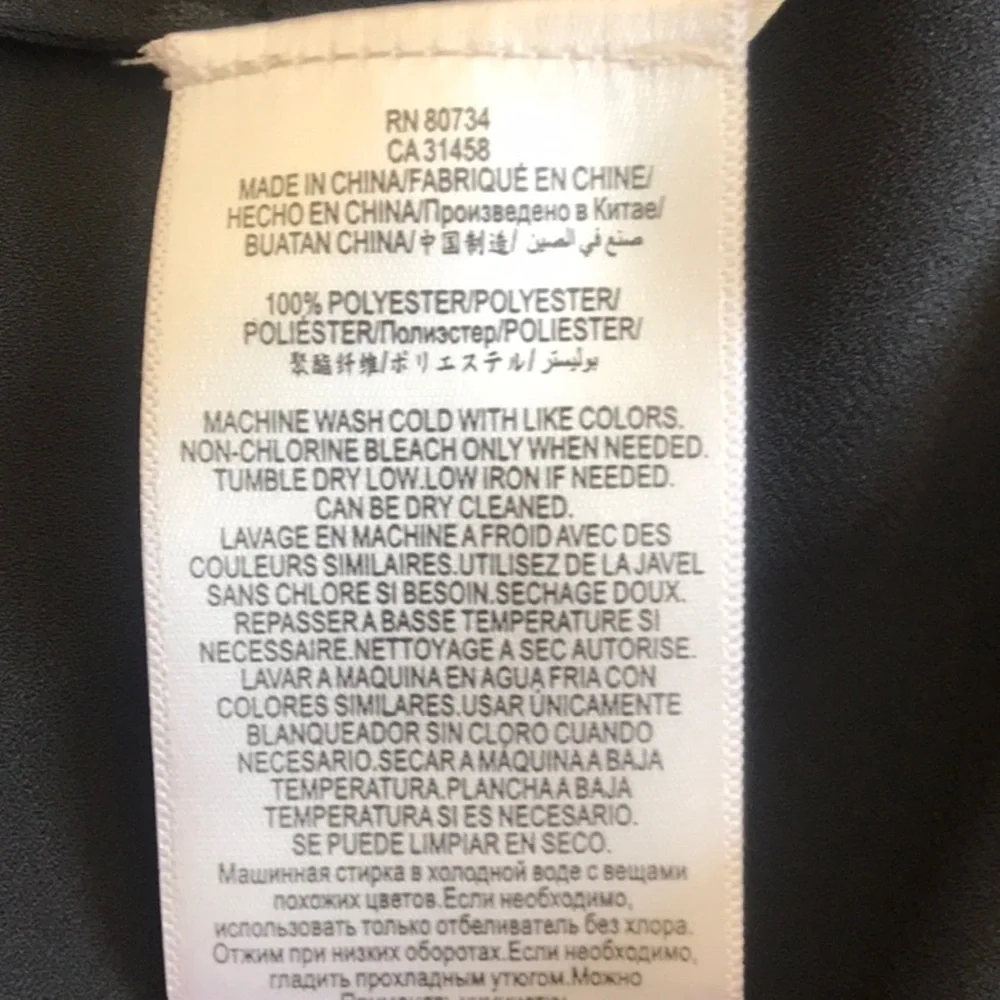 RN 80734
CA 31458
MADE IN CHINA/FABRIQUÉ EN CHINE/
HECHO EN CHINA/Произведено в Китае/
BUATAN CHINA/中国制造/ صنع في الصين
100% POLYESTER/POLYESTER/
POLIÉSTER/Полиэстер/POLIESTER/
聚酯纤维/ポリエステル/ بوليستر
MACHINE WASH COLD WITH LIKE COLORS.
NON-CHLORINE BLEACH ONLY WHEN NEEDED.
TUMBLE DRY LOW.LOW IRON IF NEEDED.
CAN BE DRY CLEANED.
LAVAGE EN MACHINE A FROID AVEC DES
COULEURS SIMILAIRES.UTILISEZ DE LA JAVEL
SANS CHLORE SI BESOIN.SECHAGE DOUX.
REPASSER A BASSE TEMPERATURE SI
NECESSAIRE.NETTOYAGE A SEC AUTORISE.
LAVAR A MAQUINA EN AGUA FRIA CON
COLORES SIMILARES.USAR ÚNICAMENTE
BLANQUEADOR SIN CLORO CUANDO
NECESARIO.SECAR A MÁQUINA A BAJA
TEMPERATURA.PLANCHA A BAJA
TEMPERATURA SI ES NECESARIO.
SE PUEDE LIMPIAR EN SECO.
Машинная стирка в холодной воде с вещами
похожих цветов.Если необходимо,
использовать только отбеливатель без хлора.
Отжим при низких оборотах.Если необходимо,
гладить прохладным утюгом.Можно